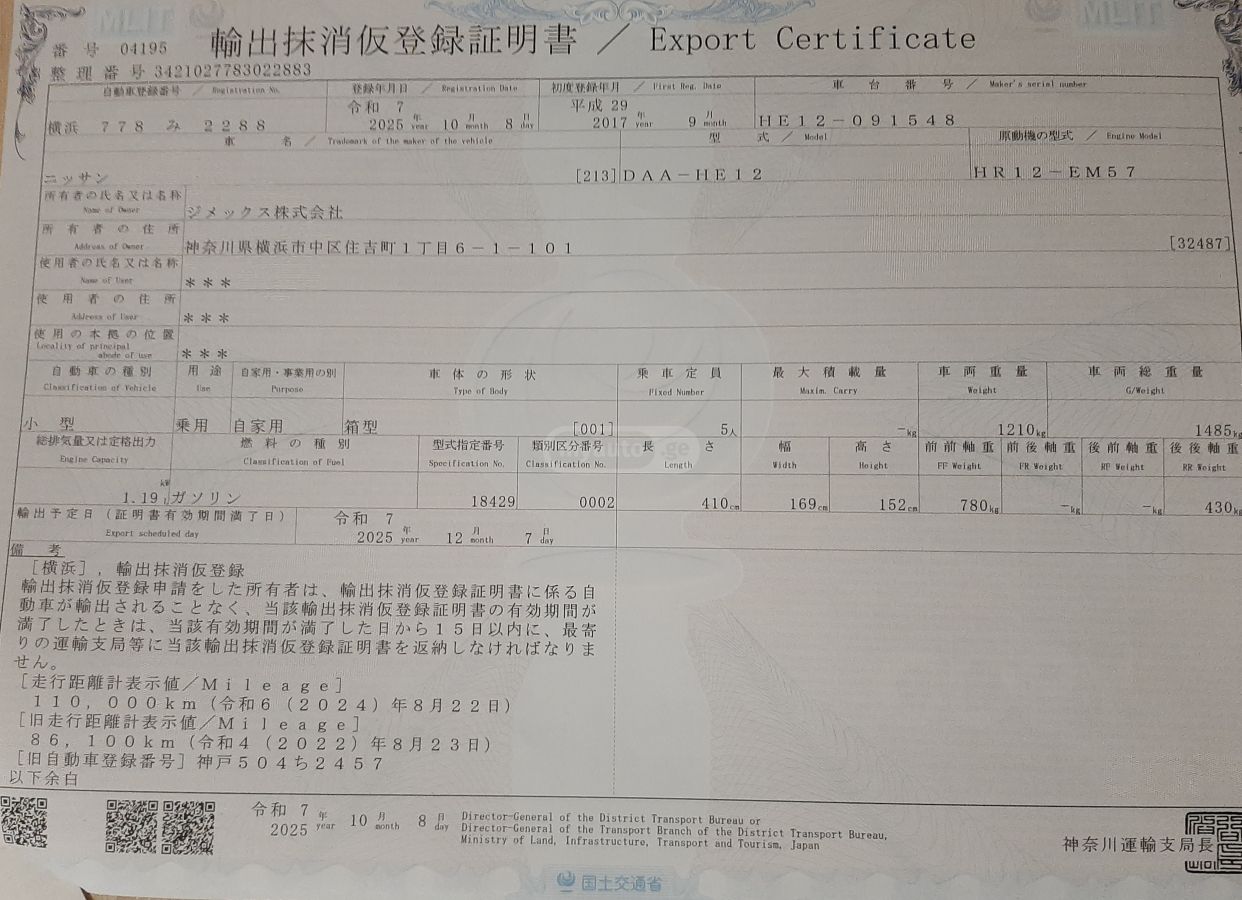 番 号 04195
輸出抹消仮登録証明書 ／ Export Certificate
整 理 番 号 3421027783022883
自動車登録番号 ／ Registration No.
登録年月日 ／ Registration Date
初度登録年月 ／ First Reg. Date
車 台 番 号 ／ Maker's serial number
横浜 ７７８ み ２２８８
令和 7
2025 年 year 10 月 month 8 日 day
平成 29
2017 年 year 9 月 month
ＨＥ１２－０９１５４８
車 名 ／ Trademark of the maker of the vehicle
型 式 ／ Model
原動機の型式 ／ Engine Model
ニッサン [213]
ＤＡＡ－ＨＥ１２
ＨＲ１２－ＥＭ５７
所有者の氏名又は名称
Name of Owner
ジメックス株式会社
所有者の住所
Address of Owner
神奈川県横浜市中区住吉町１丁目６－１－１０１ [32487]
使用者の氏名又は名称
Name of User
＊＊＊
使用者の住所
Address of User
＊＊＊
使用の本拠の位置
Locality of principal
abode of use
＊＊＊
自動車の種別
Classification of Vehicle
用途
Use
自家用・事業用の別
Purpose
車体の形状
Type of Body
乗車定員
Fixed Number
最大積載量
Maxim. Carry
車両重量
Weight
車両総重量
G/Weight
小 型
乗用
自家用
箱型 [001]
5人
－kg
1210kg
1485kg
総排気量又は定格出力
Engine Capacity
燃料の種別
Classification of Fuel
型式指定番号
Specification No.
類別区分番号
Classification No.
長 さ
Length
幅
Width
高さ
Height
前前軸重
FF Weight
前後軸重
FR Weight
後前軸重
RF Weight
後後軸重
RR Weight
kW
1.19 L
ガソリン
18429
0002
410cm
169cm
152cm
780kg
－kg
－kg
430kg
輸出予定日（証明書有効期間満了日）
Export scheduled day
令和 7
2025 年 year 12 月 month 7 日 day
備 考
［横浜］，輸出抹消仮登録
輸出抹消仮登録申請をした所有者は、輸出抹消仮登録証明書に係る自
動車が輸出されることなく、当該輸出抹消仮登録証明書の有効期間が
満了したときは、当該有効期間が満了した日から１５日以内に、最寄
りの運輸支局等に当該輸出抹消仮登録証明書を返納しなければなりま
せん。
［走行距離計表示値／Ｍｉｌｅａｇｅ］
１１０，０００ｋｍ（令和６（２０２４）年８月２２日）
［旧走行距離計表示値／Ｍｉｌｅａｇｅ］
８６，１００ｋｍ（令和４（２０２２）年８月２３日）
［旧自動車登録番号］神戸５０４ち２４５７
以下余白
令和 7
2025 年 year 10 月 month 8 日 day
Director-General of the District Transport Bureau or
Director-General of the Transport Branch of the District Transport Bureau,
Ministry of Land, Infrastructure, Transport and Tourism, Japan
神奈川運輸支局長
国土交通省